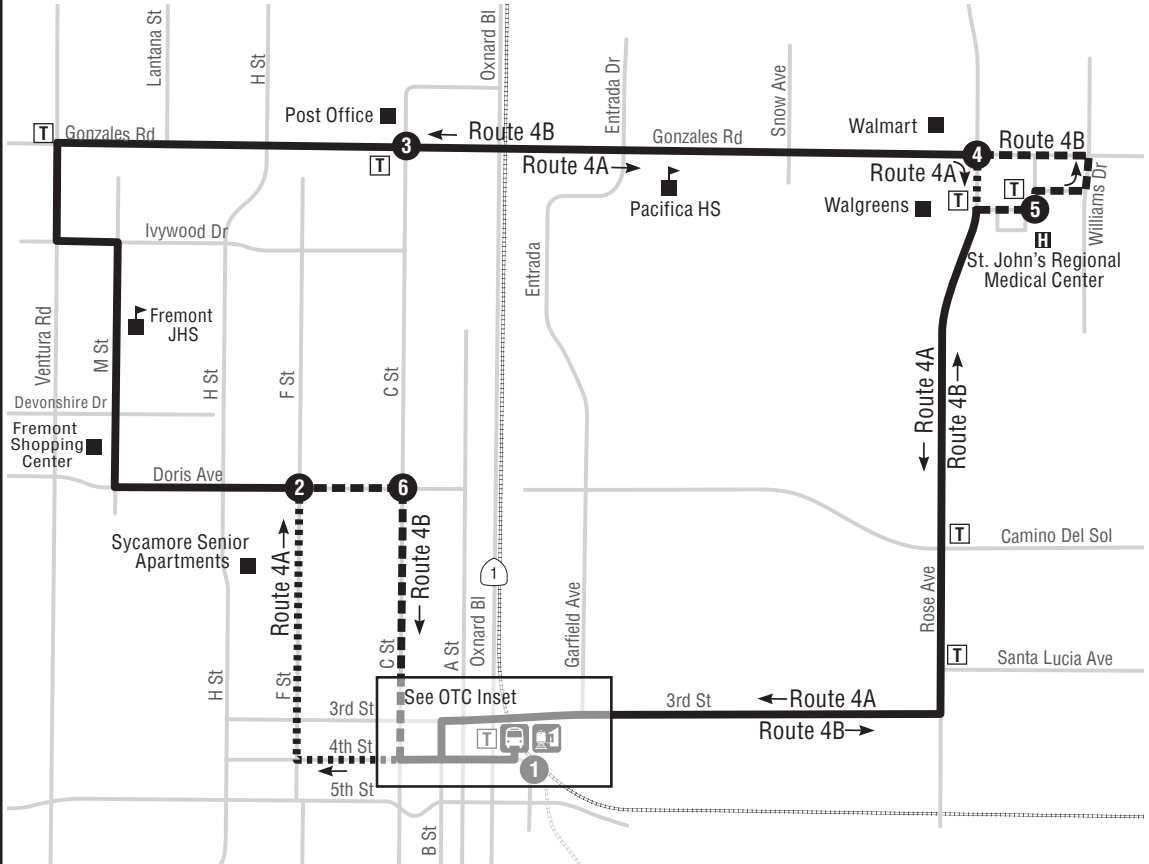 Lantana St
H St
Oxnard Bl
Entrada Dr
Snow Ave
Post Office
T
Gonzales Rd
3
← Route 4B
Gonzales Rd
Walmart
4
Route 4B
T
Route 4A→
Route 4A
Pacifica HS
Walgreens
T
T
5
Williams Dr
H
St. John's Regional
Medical Center
Ivywood Dr
Entrada
Fremont
JHS
Ventura Rd
M St
H St
F St
C St
← Route 4A
Route 4B→
Devonshire Dr
Fremont
Shopping
Center
Doris Ave
2
6
Sycamore Senior
Apartments
Route 4A→
← Route 4B
1
T
Camino Del Sol
Rose Ave
Garfield Ave
Oxnard Bl
A St
C St
H St
F St
T
Santa Lucia Ave
See OTC Inset
3rd St
3rd St
←Route 4A
Route 4B→
T
4th St
1
5th St
B St